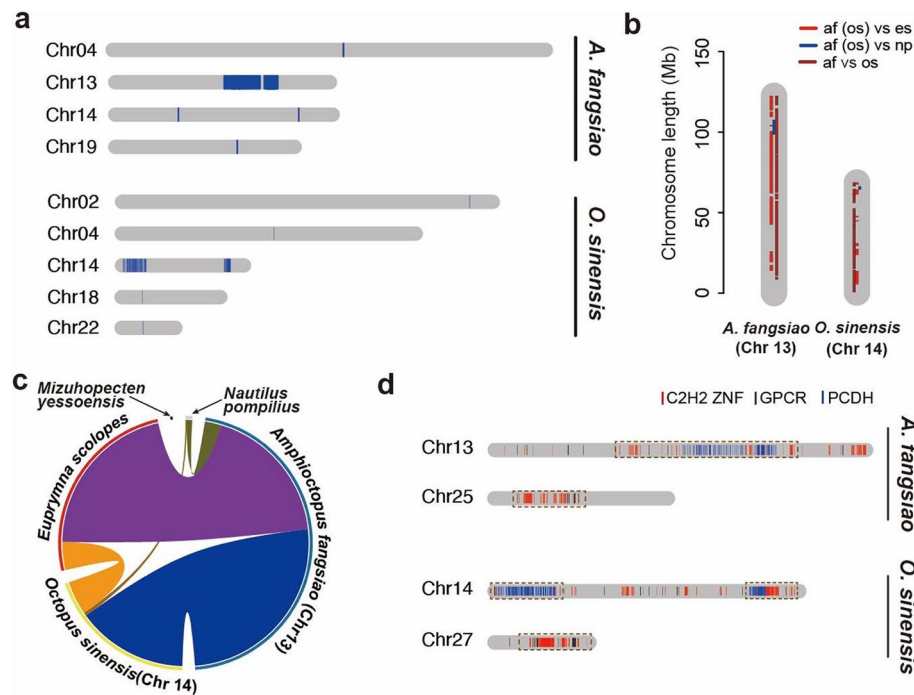 a
Chr04
Chr13
Chr14
Chr19
A. fangsiao
Chr02
Chr04
Chr14
Chr18
Chr22
O. sinensis
b
af (os) vs es
af (os) vs np
af vs os
Chromosome length (Mb)
150
100
50
0
A. fangsiao
(Chr 13)
O. sinensis
(Chr 14)
c
Mizuhopecten
yessoensis
Nautilus
pompilius
Euprymna scolopes
Amphioctopus fangsiao (Chr13)
Octopus sinensis(Chr 14)
d
C2H2 ZNF
GPCR
PCDH
Chr13
Chr25
A. fangsiao
Chr14
Chr27
O. sinensis